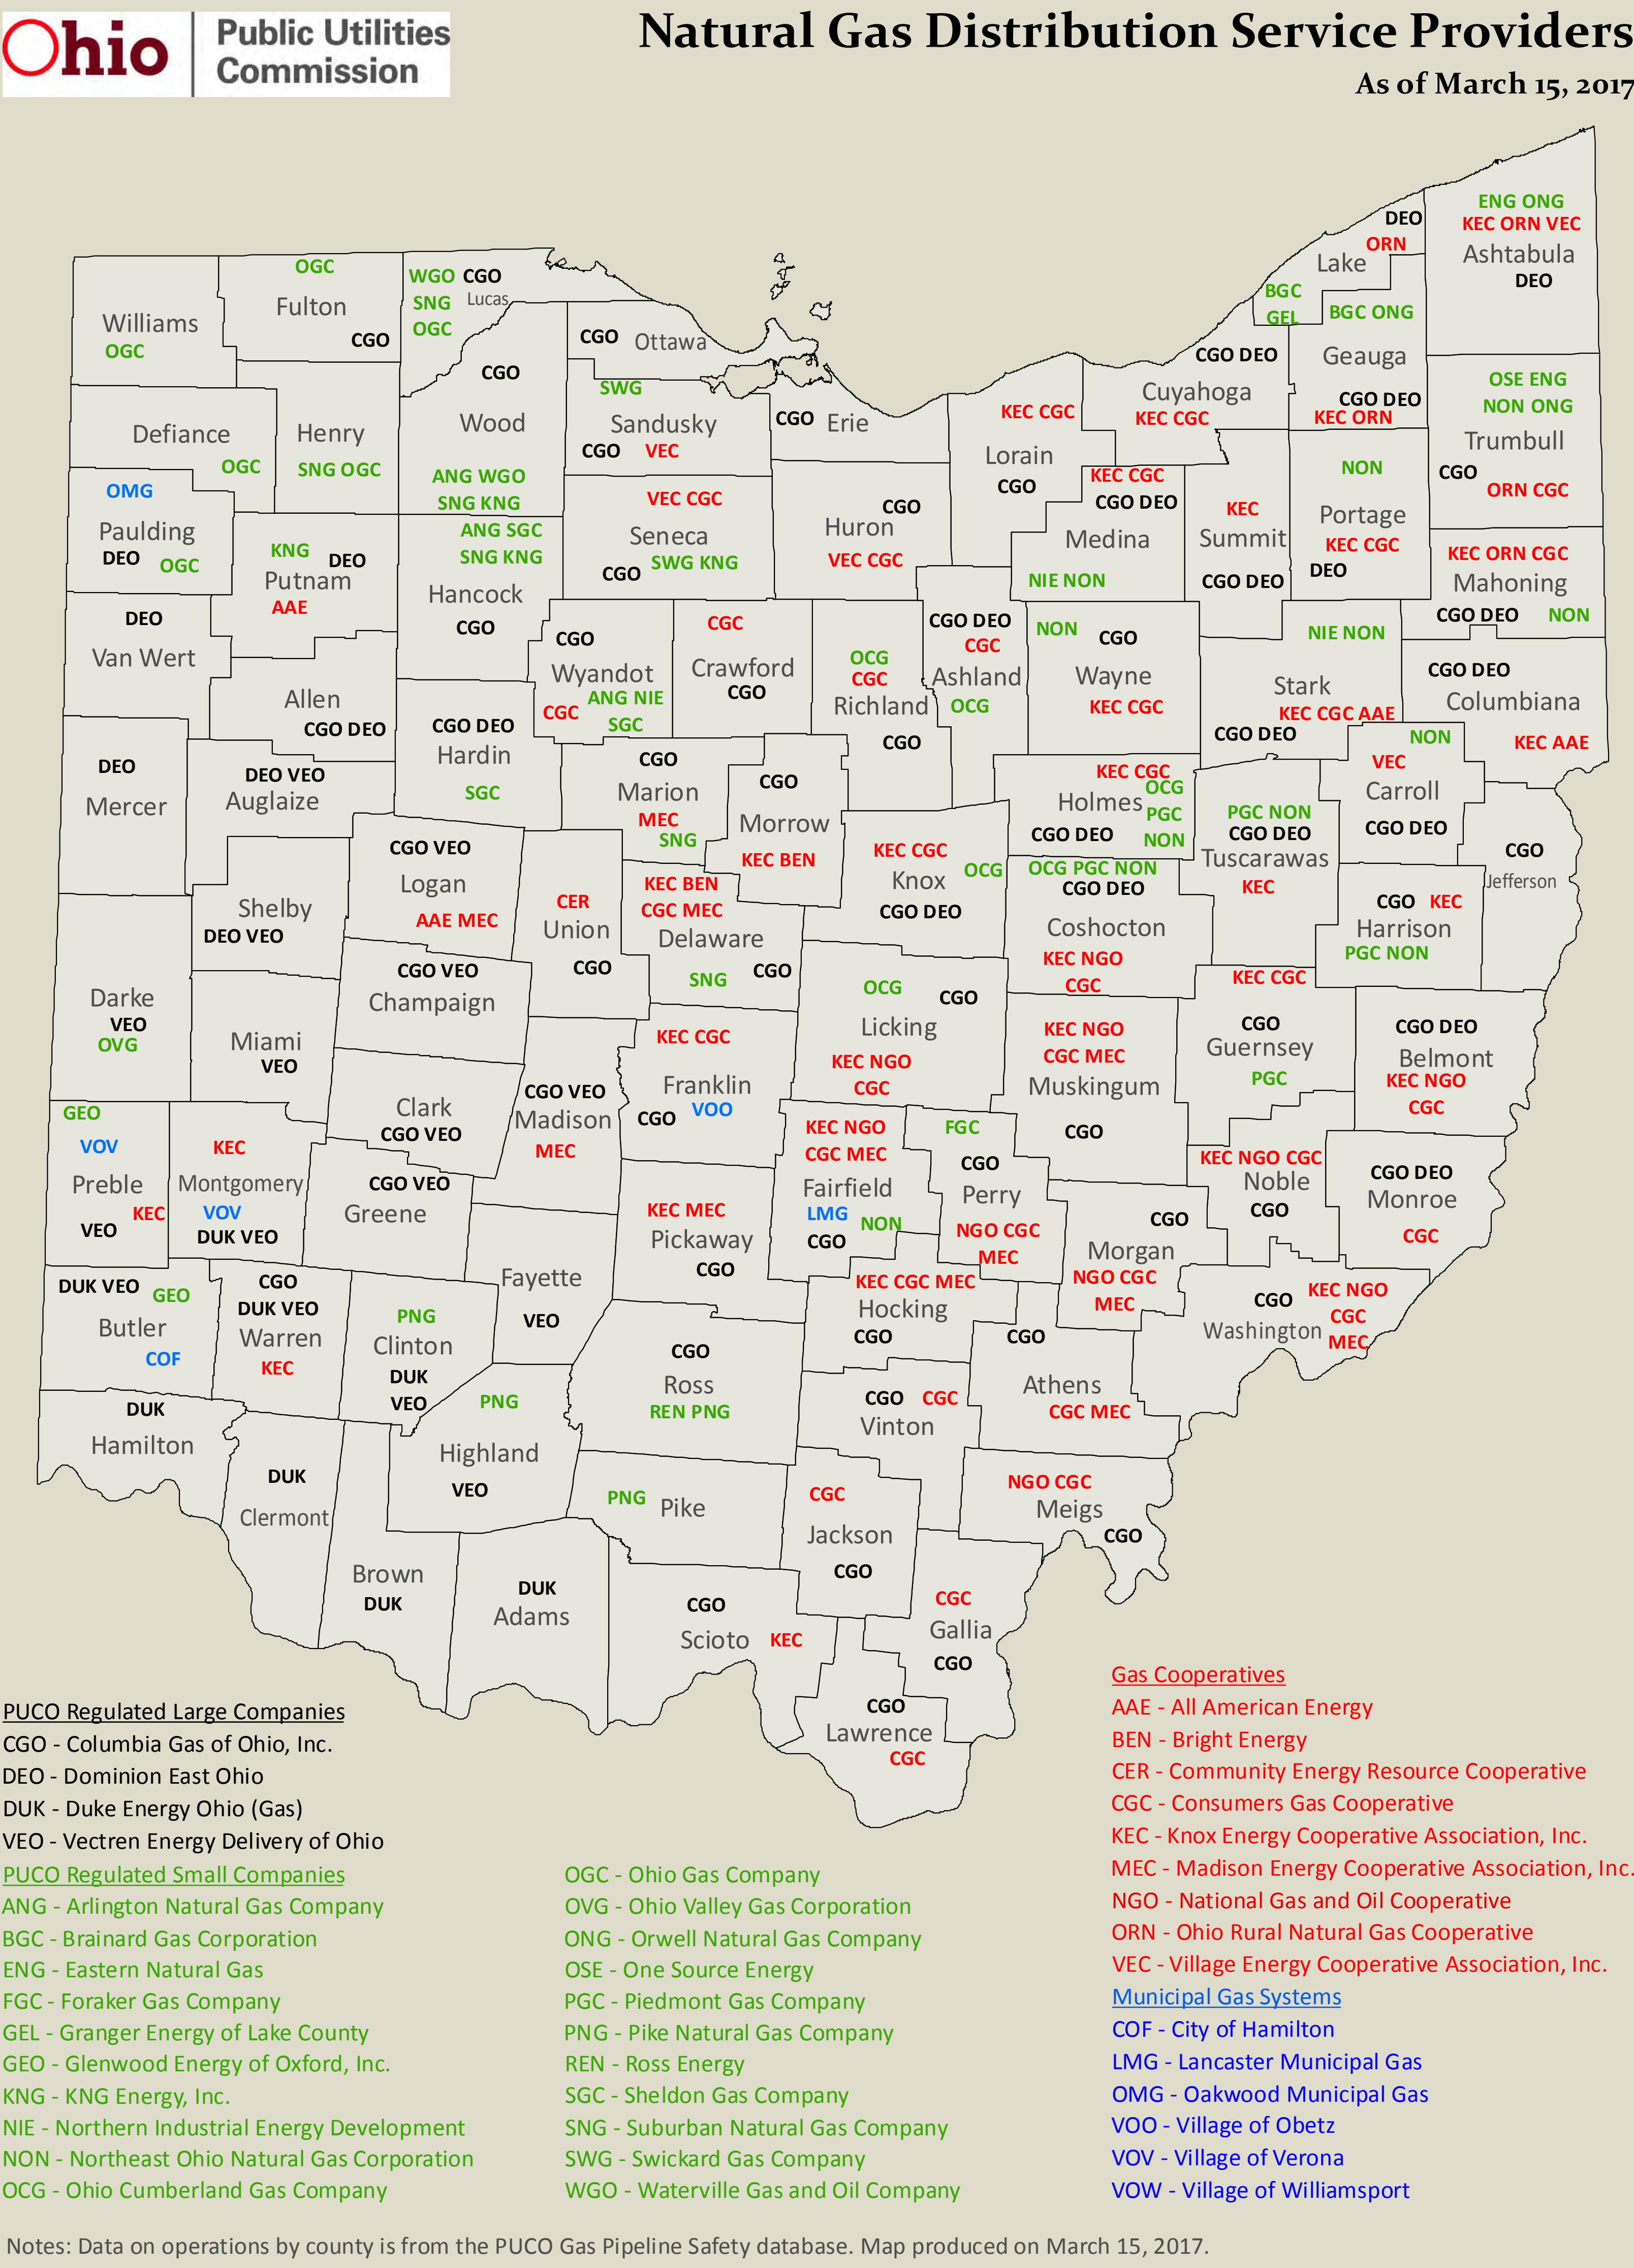 Ohio
Public Utilities
Commission
Natural Gas Distribution Service Providers
As of March 15, 2017
DEO
ORN
Lake
BGC
GEL
ENG ONG
KEC ORN VEC
Ashtabula
DEO
BGC ONG
Geauga
CGO DEO
KEC ORN
CGO DEO
Cuyahoga
KEC CGC
Williams
OGC
OGC
Fulton
CGO
WGO CGO
SNG Lucas
OGC
CGO Ottawa
CGO
Wood
ANG WGO
SNG KNG
SWG
Sandusky
CGO VEC
CGO Erie
KEC CGC
Lorain
CGO
OSE ENG
NON ONG
Trumbull
CGO
ORN CGC
Defiance
OGC
Henry
SNG OGC
OMG
Paulding
DEO OGC
KNG DEO
Putnam
AAE
ANG SGC
SNG KNG
Hancock
CGO
VEC CGC
Seneca
SWG KNG
CGO
CGO
Huron
VEC CGC
KEC CGC
CGO DEO
Medina
NIE NON
KEC
Summit
CGO DEO
NON
Portage
KEC CGC
DEO
KEC ORN CGC
Mahoning
CGO DEO NON
DEO
Van Wert
Allen
CGO DEO
CGO DEO
Hardin
SGC
CGO
Wyandot
ANG NIE
CGC
SGC
CGC
Crawford
CGO
OCG
CGC
Richland
CGO
CGO DEO
CGC
Ashland
OCG
NON CGO
Wayne
KEC CGC
NIE NON
Stark
KEC CGC AAE
CGO DEO
CGO DEO
Columbiana
KEC AAE
DEO
Mercer
DEO VEO
Auglaize
CGO
Marion
MEC
SNG
CGO
Morrow
KEC BEN
KEC CGC
OCG
Holmes
PGC
CGO DEO
NON
PGC NON
CGO DEO
Tuscarawas
KEC
NON
VEC
Carroll
CGO DEO
CGO
Jefferson
Shelby
DEO VEO
CGO VEO
Logan
AAE MEC
CER
Union
CGO
KEC BEN
CGC MEC
Delaware
SNG CGO
KEC CGC
OCG
Knox
CGO DEO
OCG PGC NON
CGO DEO
Coshocton
KEC NGO
CGC
CGO KEC
Harrison
PGC NON
Darke
VEO
OVG
Miami
VEO
CGO VEO
Champaign
KEC CGC
Franklin
VOO
CGO
OCG CGO
Licking
KEC NGO
CGC
KEC NGO
CGC MEC
Muskingum
CGO
KEC CGC
CGO
Guernsey
PGC
CGO DEO
Belmont
KEC NGO
CGC
GEO
VOV
Preble
KEC
VEO
KEC
Montgomery
VOV
DUK VEO
Clark
CGO VEO
CGO VEO
Greene
CGO VEO
Madison
MEC
KEC MEC
Pickaway
CGO
KEC NGO
CGC MEC
Fairfield
LMG NON
CGO
FGC
CGO
Perry
NGO CGC
MEC
CGO
Morgan
NGO CGC
MEC
KEC NGO CGC
Noble
CGO
CGO DEO
Monroe
CGC
DUK VEO GEO
Butler
COF
CGO
DUK VEO
Warren
KEC
PNG
Clinton
DUK
VEO
Fayette
VEO
CGO
Ross
REN PNG
KEC CGC MEC
Hocking
CGO
CGO
Athens
CGC MEC
CGO
KEC NGO
CGC
Washington
MEC
DUK
Hamilton
DUK
Clermont
PNG
Highland
VEO
PNG Pike
CGO CGC
Vinton
CGC
Jackson
CGO
NGO CGC
Meigs
CGO
Brown
DUK
DUK
Adams
CGO
Scioto KEC
CGC
Gallia
CGO
CGO
Lawrence
CGC
PUCO Regulated Large Companies
CGO - Columbia Gas of Ohio, Inc.
DEO - Dominion East Ohio
DUK - Duke Energy Ohio (Gas)
VEO - Vectren Energy Delivery of Ohio
PUCO Regulated Small Companies
ANG - Arlington Natural Gas Company
BGC - Brainard Gas Corporation
ENG - Eastern Natural Gas
FGC - Foraker Gas Company
GEL - Granger Energy of Lake County
GEO - Glenwood Energy of Oxford, Inc.
KNG - KNG Energy, Inc.
NIE - Northern Industrial Energy Development
NON - Northeast Ohio Natural Gas Corporation
OCG - Ohio Cumberland Gas Company
OGC - Ohio Gas Company
OVG - Ohio Valley Gas Corporation
ONG - Orwell Natural Gas Company
OSE - One Source Energy
PGC - Piedmont Gas Company
PNG - Pike Natural Gas Company
REN - Ross Energy
SGC - Sheldon Gas Company
SNG - Suburban Natural Gas Company
SWG - Swickard Gas Company
WGO - Waterville Gas and Oil Company
Gas Cooperatives
AAE - All American Energy
BEN - Bright Energy
CER - Community Energy Resource Cooperative
CGC - Consumers Gas Cooperative
KEC - Knox Energy Cooperative Association, Inc.
MEC - Madison Energy Cooperative Association, Inc.
NGO - National Gas and Oil Cooperative
ORN - Ohio Rural Natural Gas Cooperative
VEC - Village Energy Cooperative Association, Inc.
Municipal Gas Systems
COF - City of Hamilton
LMG - Lancaster Municipal Gas
OMG - Oakwood Municipal Gas
VOO - Village of Obetz
VOV - Village of Verona
VOW - Village of Williamsport
Notes: Data on operations by county is from the PUCO Gas Pipeline Safety database. Map produced on March 15, 2017.